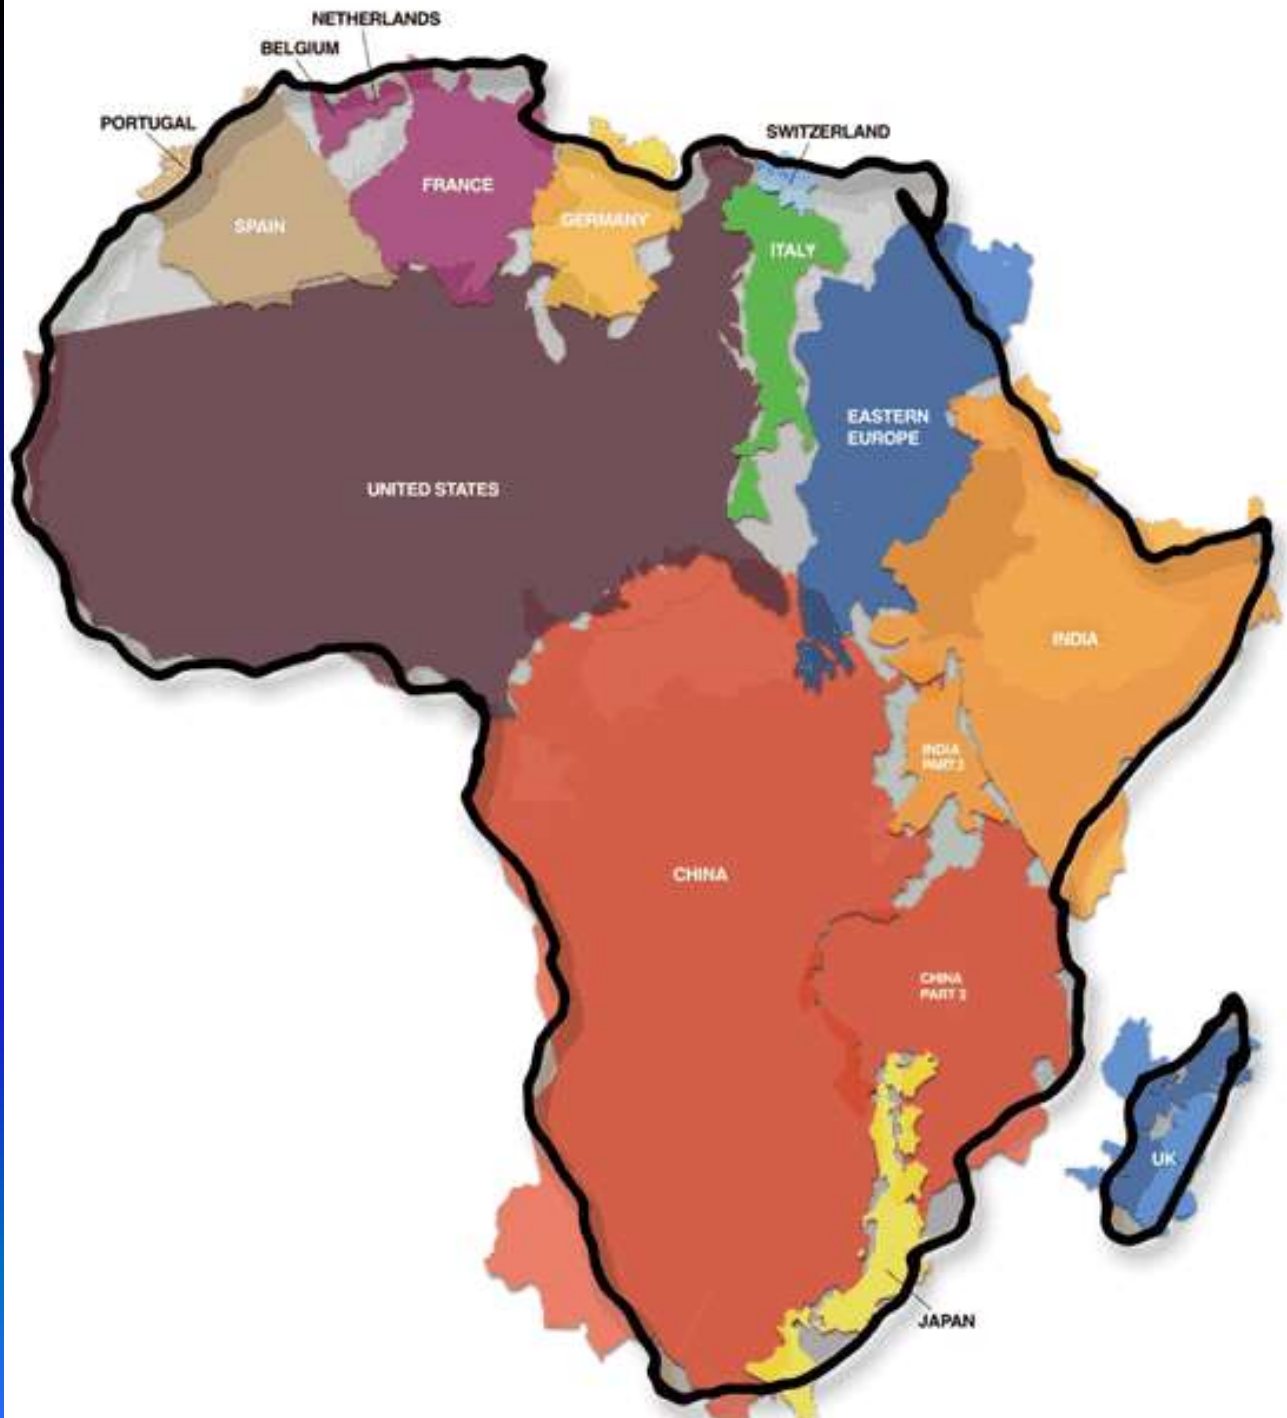 NETHERLANDS
BELGIUM
PORTUGAL
SWITZERLAND
FRANCE
SPAIN
GERMANY
ITALY
EASTERN
EUROPE
UNITED STATES
INDIA
INDIA
PART 2
CHINA
CHINA
PART 2
UK
JAPAN